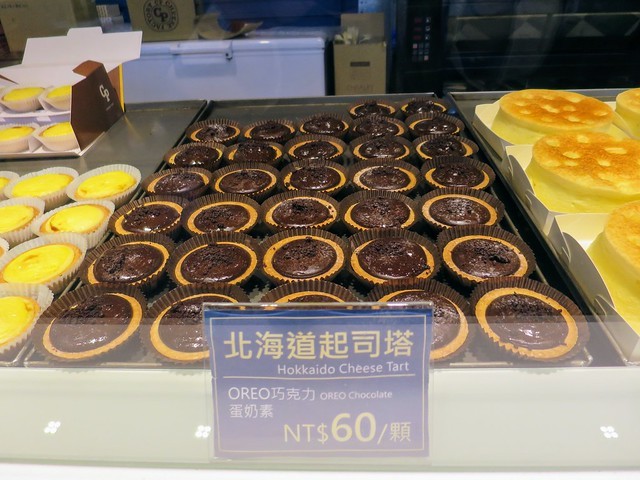 CP
北海道起司塔
Hokkaido Cheese Tart
OREO巧克力 OREO Chocolate
蛋奶素
NT$60/顆